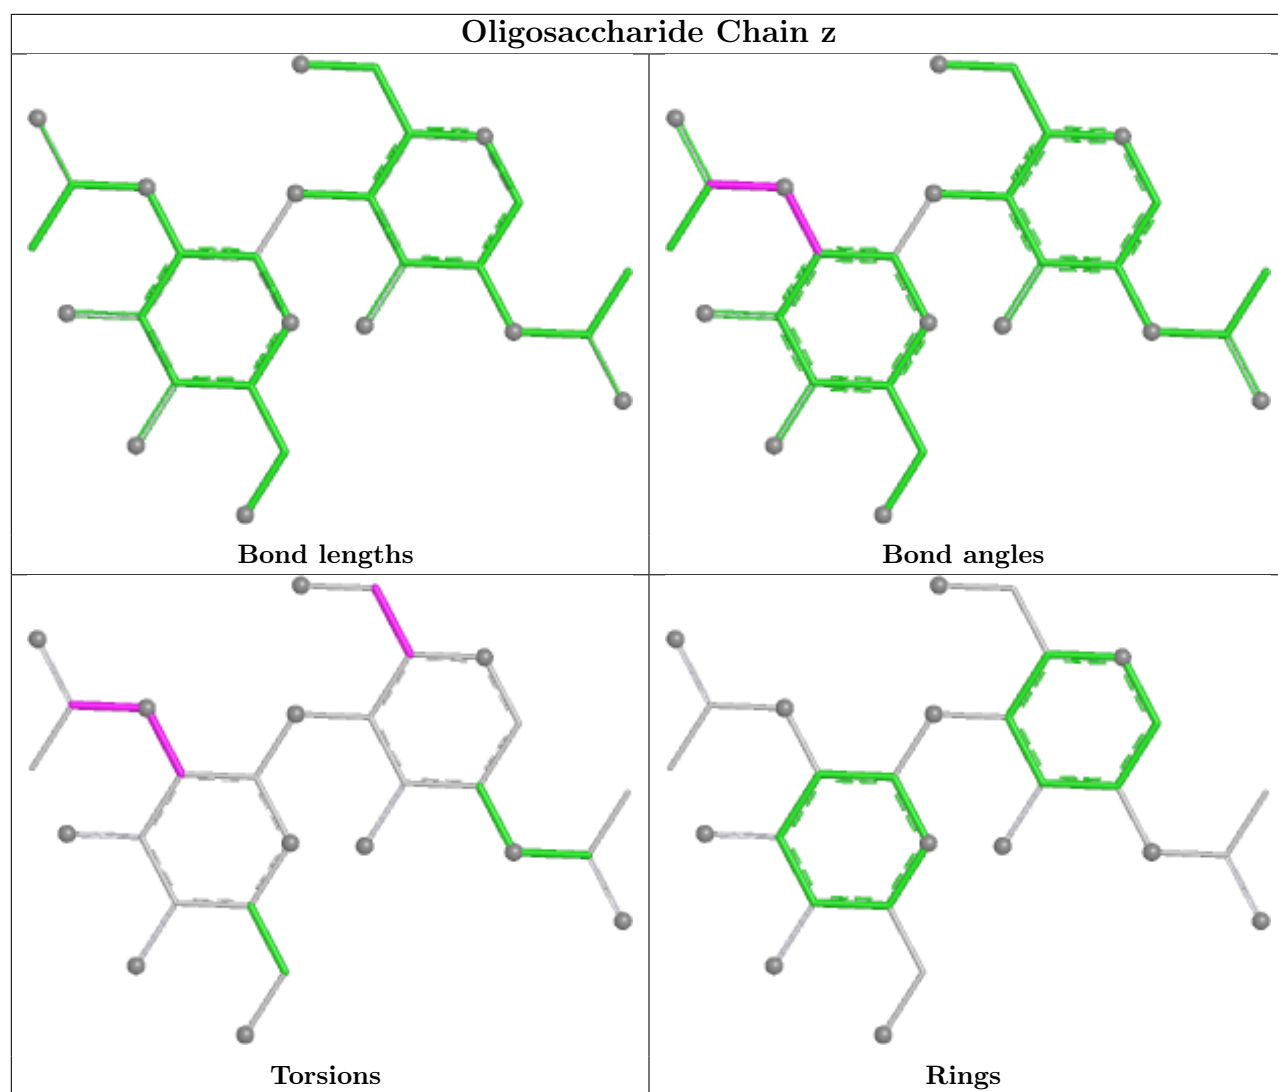 Oligosaccharide Chain z
Bond lengths
Bond angles
Torsions
Rings